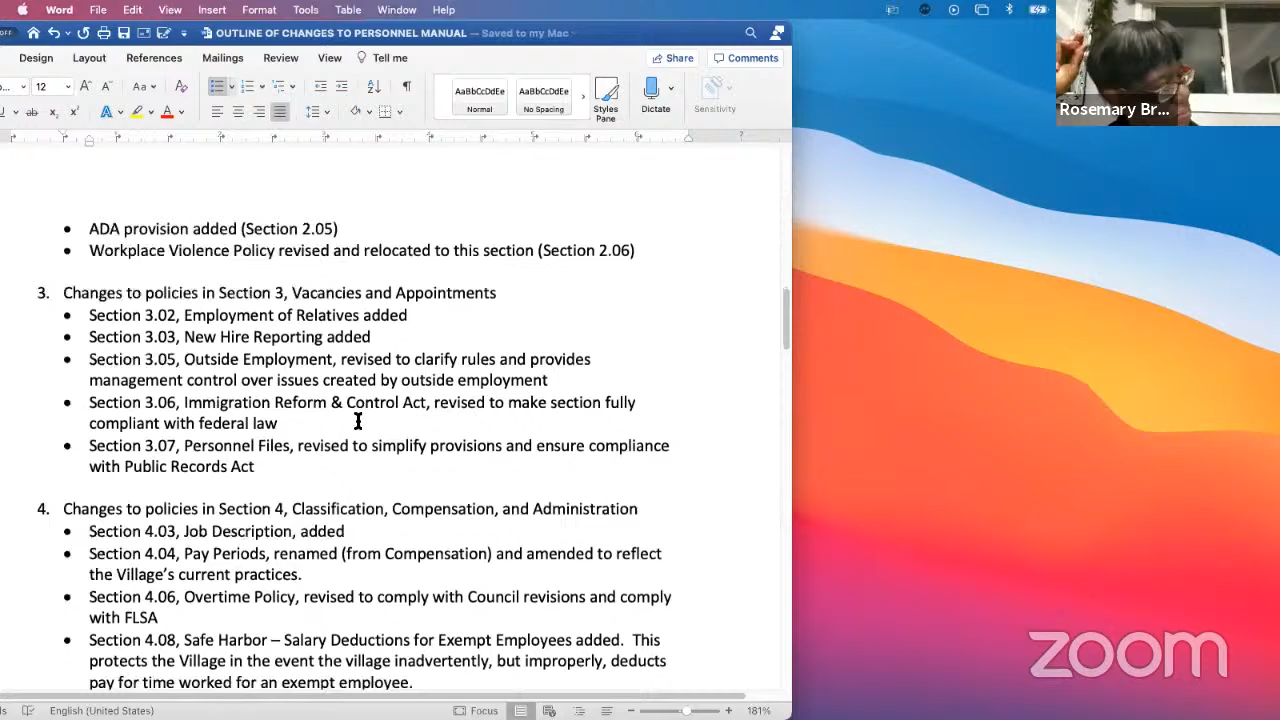 Word File Edit View Insert Format Tools Table Window Help
OFF OUTLINE OF CHANGES TO PERSONNEL MANUAL — Saved to my Mac
Design Layout References Mailings Review View Tell me Share Comments
12 Aa AaBbCcDdEe AaBbCcDdEe
Normal No Spacing Styles Pane Dictate Sensitivity
Rosemary Br...
7
• ADA provision added (Section 2.05)
• Workplace Violence Policy revised and relocated to this section (Section 2.06)
3. Changes to policies in Section 3, Vacancies and Appointments
• Section 3.02, Employment of Relatives added
• Section 3.03, New Hire Reporting added
• Section 3.05, Outside Employment, revised to clarify rules and provides
management control over issues created by outside employment
• Section 3.06, Immigration Reform & Control Act, revised to make section fully
compliant with federal law
• Section 3.07, Personnel Files, revised to simplify provisions and ensure compliance
with Public Records Act
4. Changes to policies in Section 4, Classification, Compensation, and Administration
• Section 4.03, Job Description, added
• Section 4.04, Pay Periods, renamed (from Compensation) and amended to reflect
the Village's current practices.
• Section 4.06, Overtime Policy, revised to comply with Council revisions and comply
with FLSA
• Section 4.08, Safe Harbor – Salary Deductions for Exempt Employees added. This
protects the Village in the event the village inadvertently, but improperly, deducts
pay for time worked for an exempt employee.
zoom
English (United States) Focus 181%